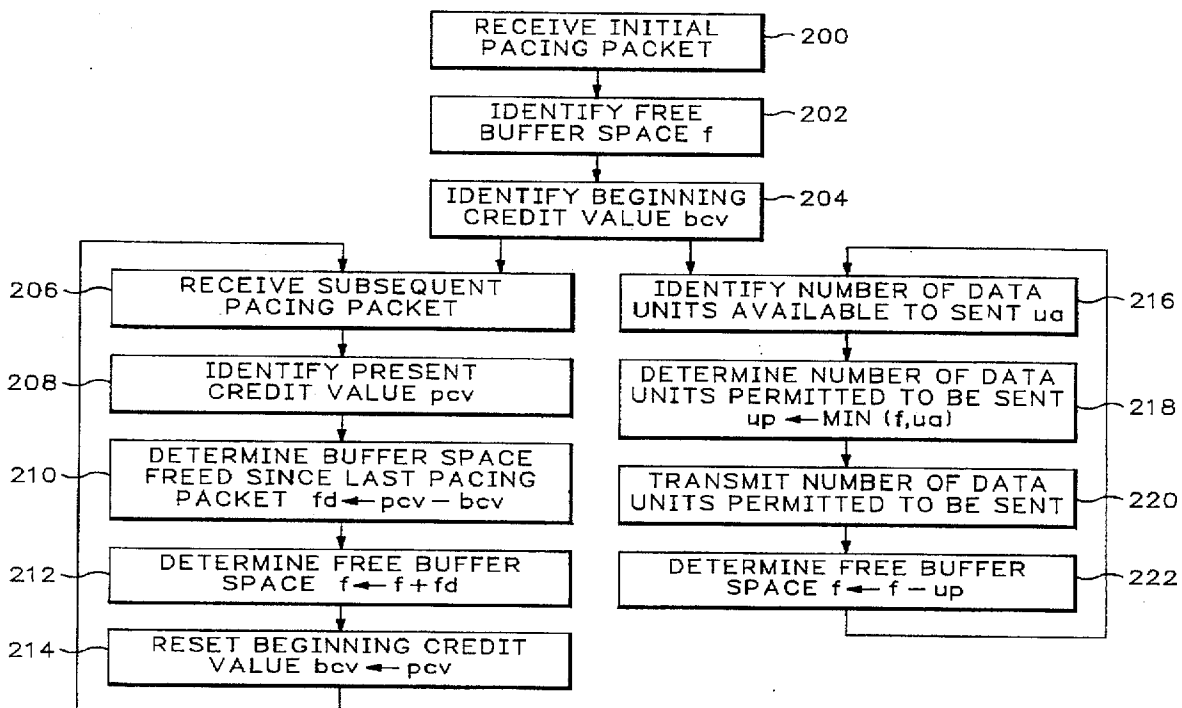 RECEIVE INITIAL
PACING PACKET
200
IDENTIFY FREE
BUFFER SPACE f
202
IDENTIFY BEGINNING
CREDIT VALUE bcv
204
206
RECEIVE SUBSEQUENT
PACING PACKET
208
IDENTIFY PRESENT
CREDIT VALUE pcv
210
DETERMINE BUFFER SPACE
FREED SINCE LAST PACING
PACKET fd ← pcv – bcv
212
DETERMINE FREE BUFFER
SPACE f ← f + fd
214
RESET BEGINNING CREDIT
VALUE bcv ← pcv
IDENTIFY NUMBER OF DATA
UNITS AVAILABLE TO SENT ua
216
DETERMINE NUMBER OF DATA
UNITS PERMITTED TO BE SENT
up ← MIN (f,ua)
218
TRANSMIT NUMBER OF DATA
UNITS PERMITTED TO BE SENT
220
DETERMINE FREE BUFFER
SPACE f ← f – up
222